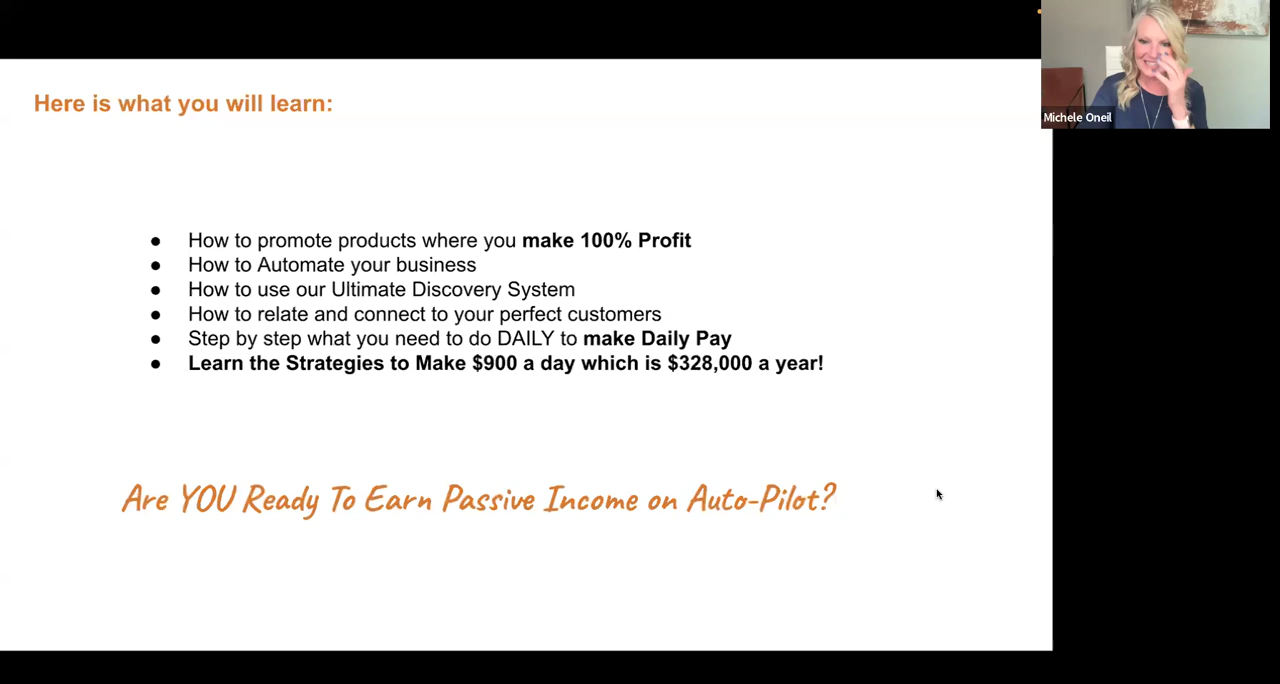 Here is what you will learn:
Michele Oneil
● How to promote products where you make 100% Profit
● How to Automate your business
● How to use our Ultimate Discovery System
● How to relate and connect to your perfect customers
● Step by step what you need to do DAILY to make Daily Pay
● Learn the Strategies to Make $900 a day which is $328,000 a year!
Are YOU Ready To Earn Passive Income on Auto-Pilot?